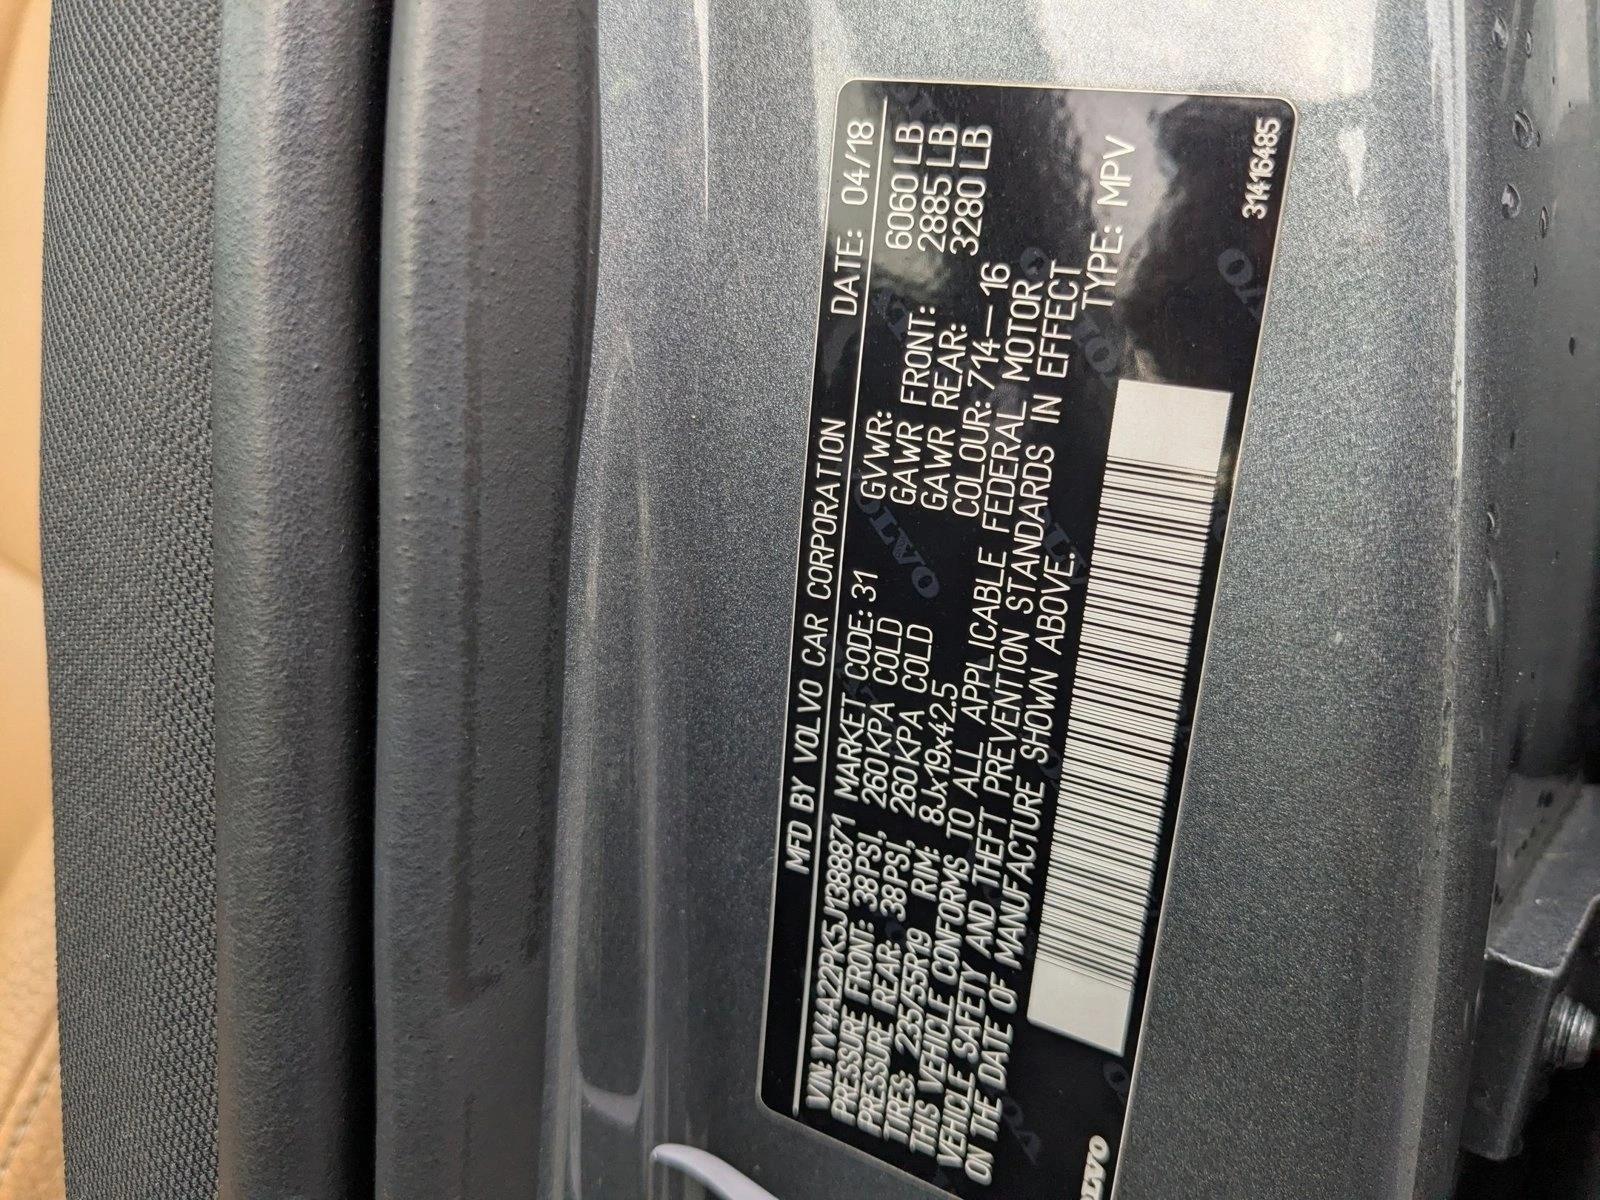 MFD BY VOLVO CAR CORPORATION DATE: 04/18
VIN: YV4A22PK5J1388871 MARKET CODE: 31 GVWR: 6060 LB
PRESSURE FRONT: 38PSI, 260KPA COLD GAWR FRONT: 2885 LB
PRESSURE REAR: 38PSI, 260KPA COLD GAWR REAR: 3280 LB
TIRES: 235/55R19 RIM: 8Jx19x42.5 COLOUR: 714-16
THIS VEHICLE CONFORMS TO ALL APPLICABLE FEDERAL MOTOR
VEHICLE SAFETY AND THEFT PREVENTION STANDARDS IN EFFECT
ON THE DATE OF MANUFACTURE SHOWN ABOVE.
TYPE: MPV
VOLVO
31416485